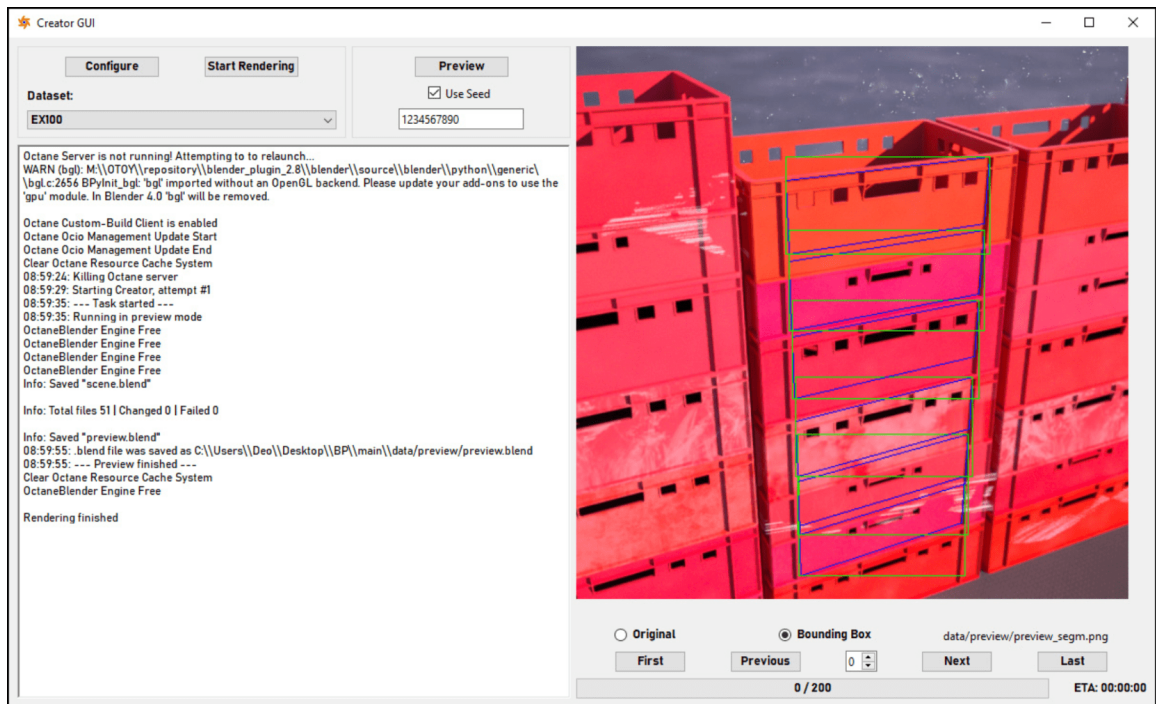 Creator GUI
Configure
Start Rendering
Preview
Dataset:
Use Seed
EX100
1234567890
Octane Server is not running! Attempting to to relaunch...
WARN (bgl): M:\\OTOY\\repository\\blender_plugin_2.8\\blender\\source\\blender\\python\\generic\
\bgl.c:2656 BPyInit_bgl: 'bgl' imported without an OpenGL backend. Please update your add-ons to use the
'gpu' module. In Blender 4.0 'bgl' will be removed.
Octane Custom-Build Client is enabled
Octane Ocio Management Update Start
Octane Ocio Management Update End
Clear Octane Resource Cache System
08:59:24: Killing Octane server
08:59:29: Starting Creator, attempt #1
08:59:35: --- Task started ---
08:59:35: Running in preview mode
OctaneBlender Engine Free
OctaneBlender Engine Free
OctaneBlender Engine Free
OctaneBlender Engine Free
Info: Saved "scene.blend"
Info: Total files 51 | Changed 0 | Failed 0
Info: Saved "preview.blend"
08:59:55: .blend file was saved as C:\\Users\\Deo\\Desktop\\BP\\main\\data/preview/preview.blend
08:59:55: --- Preview finished ---
Clear Octane Resource Cache System
OctaneBlender Engine Free
Rendering finished
Original
Bounding Box
data/preview/preview_segm.png
First
Previous
0
Next
Last
0 / 200
ETA: 00:00:00